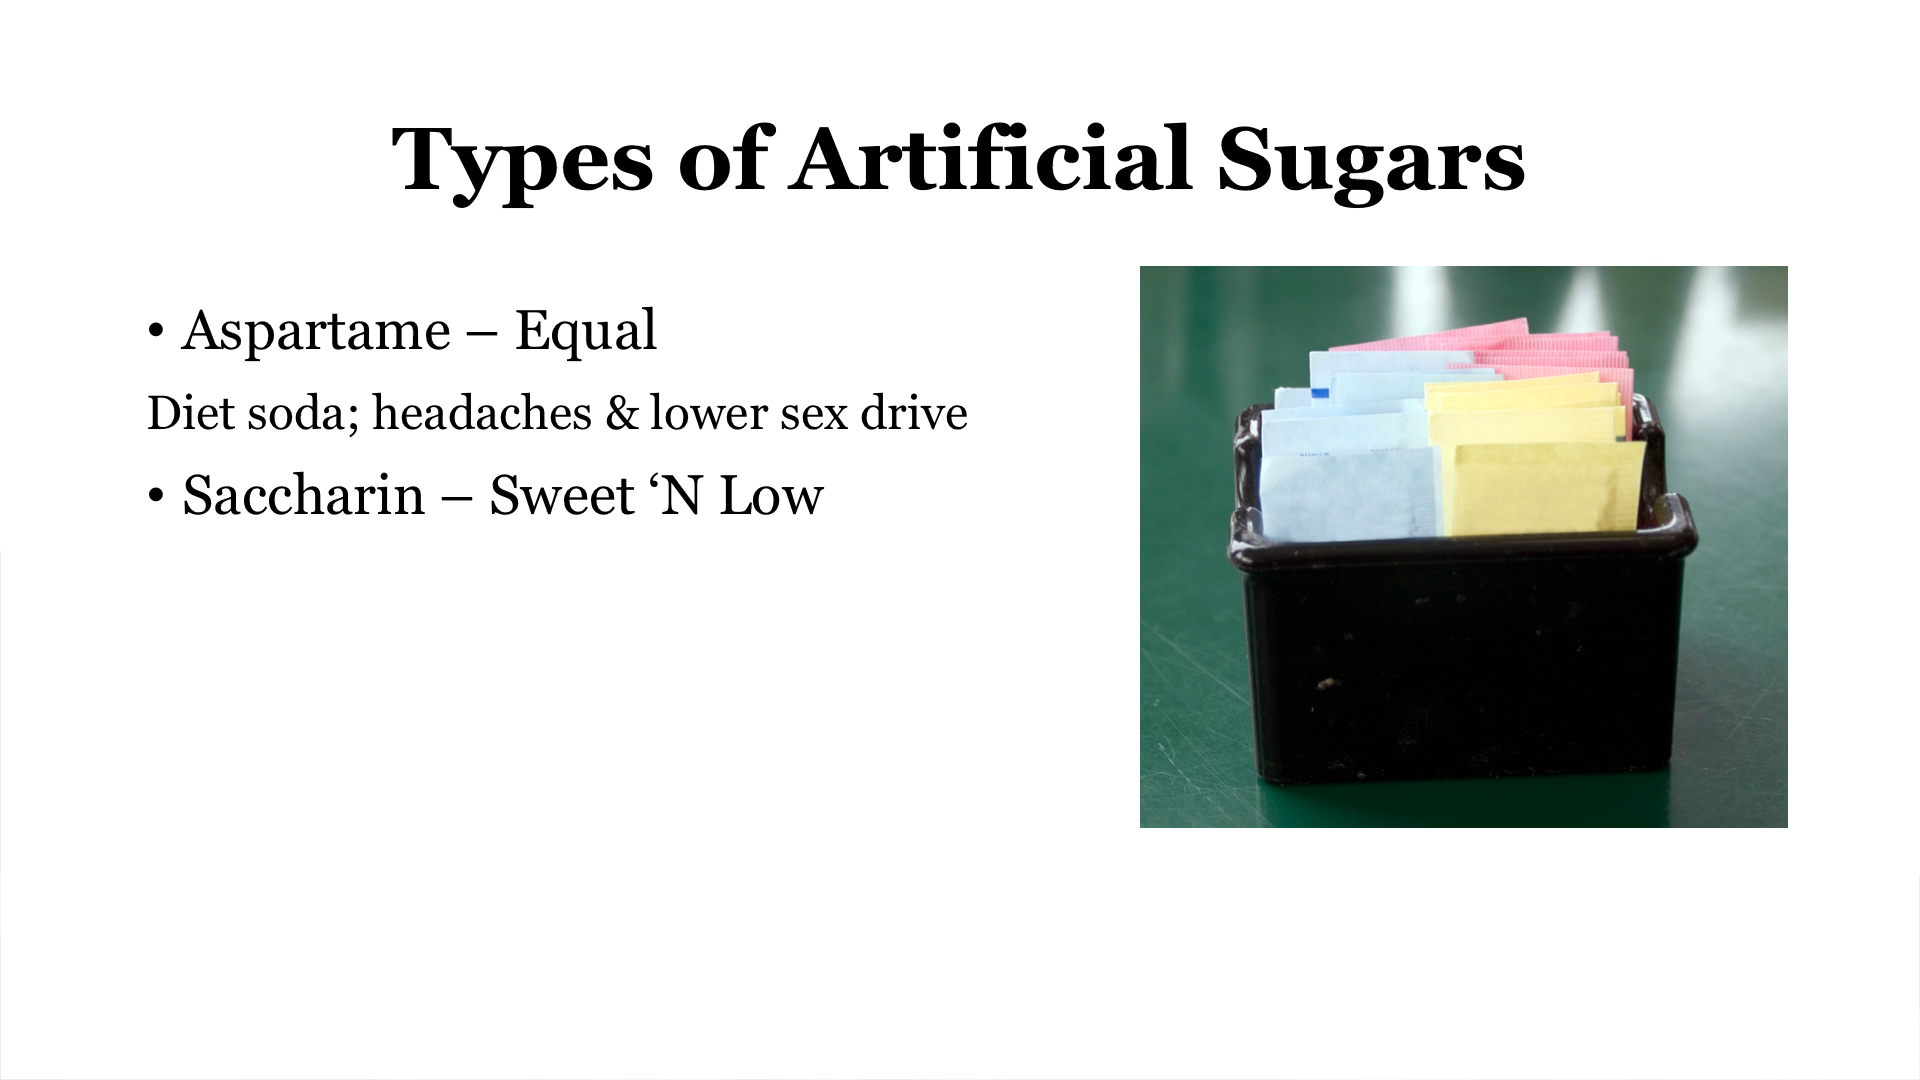 Types of Artificial Sugars
• Aspartame – Equal
Diet soda; headaches & lower sex drive
• Saccharin – Sweet ‘N Low